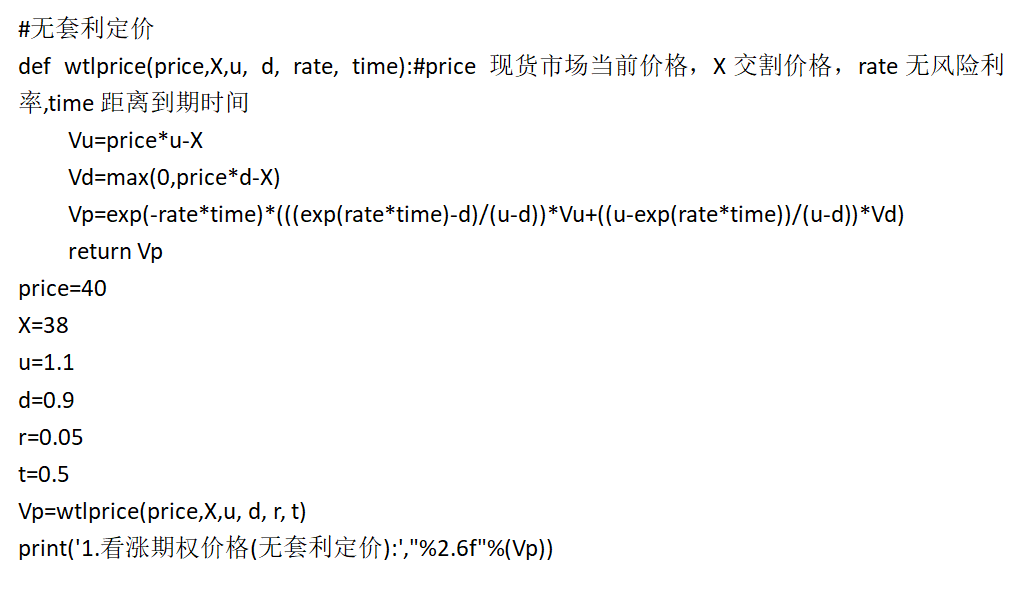 #无套利定价
def wtlprice(price,X,u, d, rate, time):#price 现货市场当前价格，X 交割价格，rate 无风险利
率,time 距离到期时间
Vu=price*u-X
Vd=max(0,price*d-X)
Vp=exp(-rate*time)*(((exp(rate*time)-d)/(u-d))*Vu+((u-exp(rate*time))/(u-d))*Vd)
return Vp
price=40
X=38
u=1.1
d=0.9
r=0.05
t=0.5
Vp=wtlprice(price,X,u, d, r, t)
print('1.看涨期权价格(无套利定价):',"%2.6f"%(Vp))